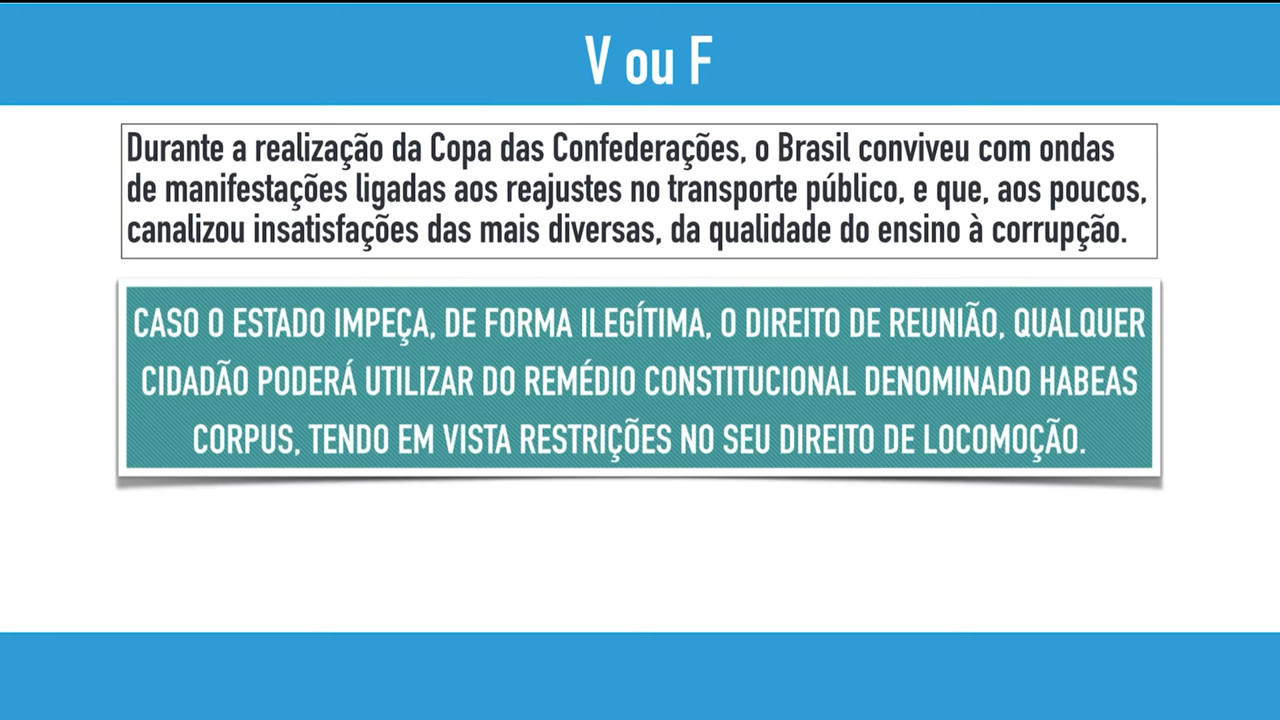 V ou F
Durante a realização da Copa das Confederações, o Brasil conviveu com ondas
de manifestações ligadas aos reajustes no transporte público, e que, aos poucos,
canalizou insatisfações das mais diversas, da qualidade do ensino à corrupção.
CASO O ESTADO IMPEÇA, DE FORMA ILEGÍTIMA, O DIREITO DE REUNIÃO, QUALQUER
CIDADÃO PODERÁ UTILIZAR DO REMÉDIO CONSTITUCIONAL DENOMINADO HABEAS
CORPUS, TENDO EM VISTA RESTRIÇÕES NO SEU DIREITO DE LOCOMOÇÃO.